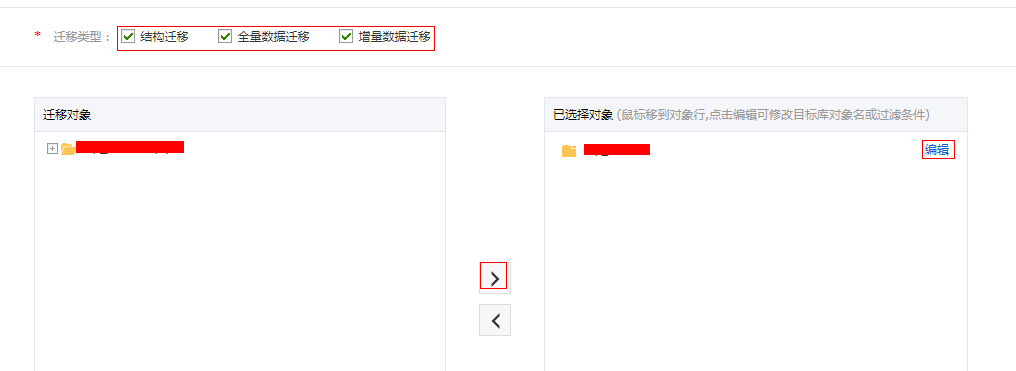 * 迁移类型： 结构迁移 全量数据迁移 增量数据迁移
迁移对象
已选择对象 (鼠标移到对象行,点击编辑可修改目标库对象名或过滤条件)
编辑